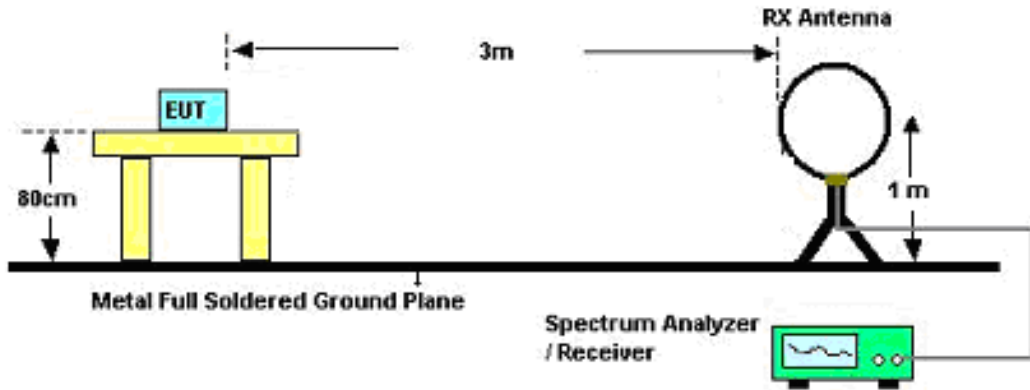 RX Antenna
3m
EUT
80cm
1 m
Metal Full Soldered Ground Plane
Spectrum Analyzer
/ Receiver